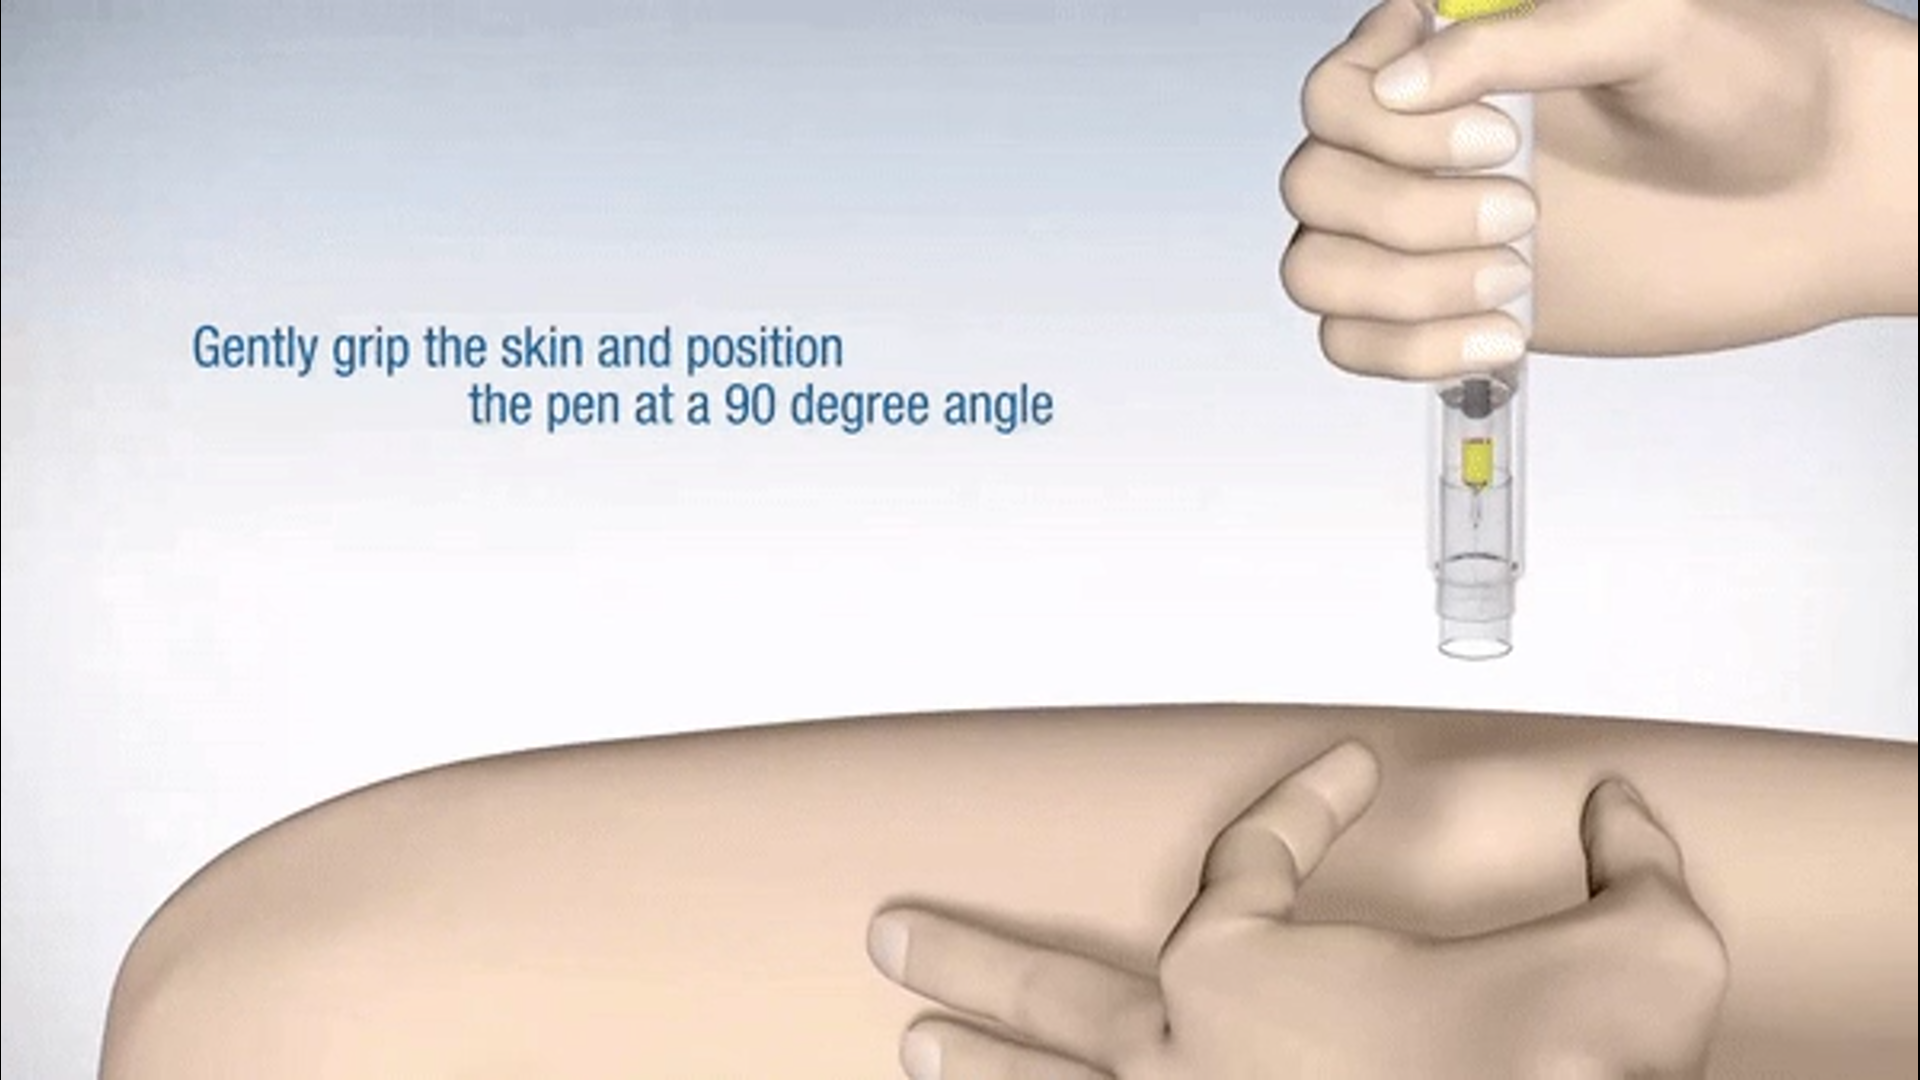 Gently grip the skin and position
the pen at a 90 degree angle